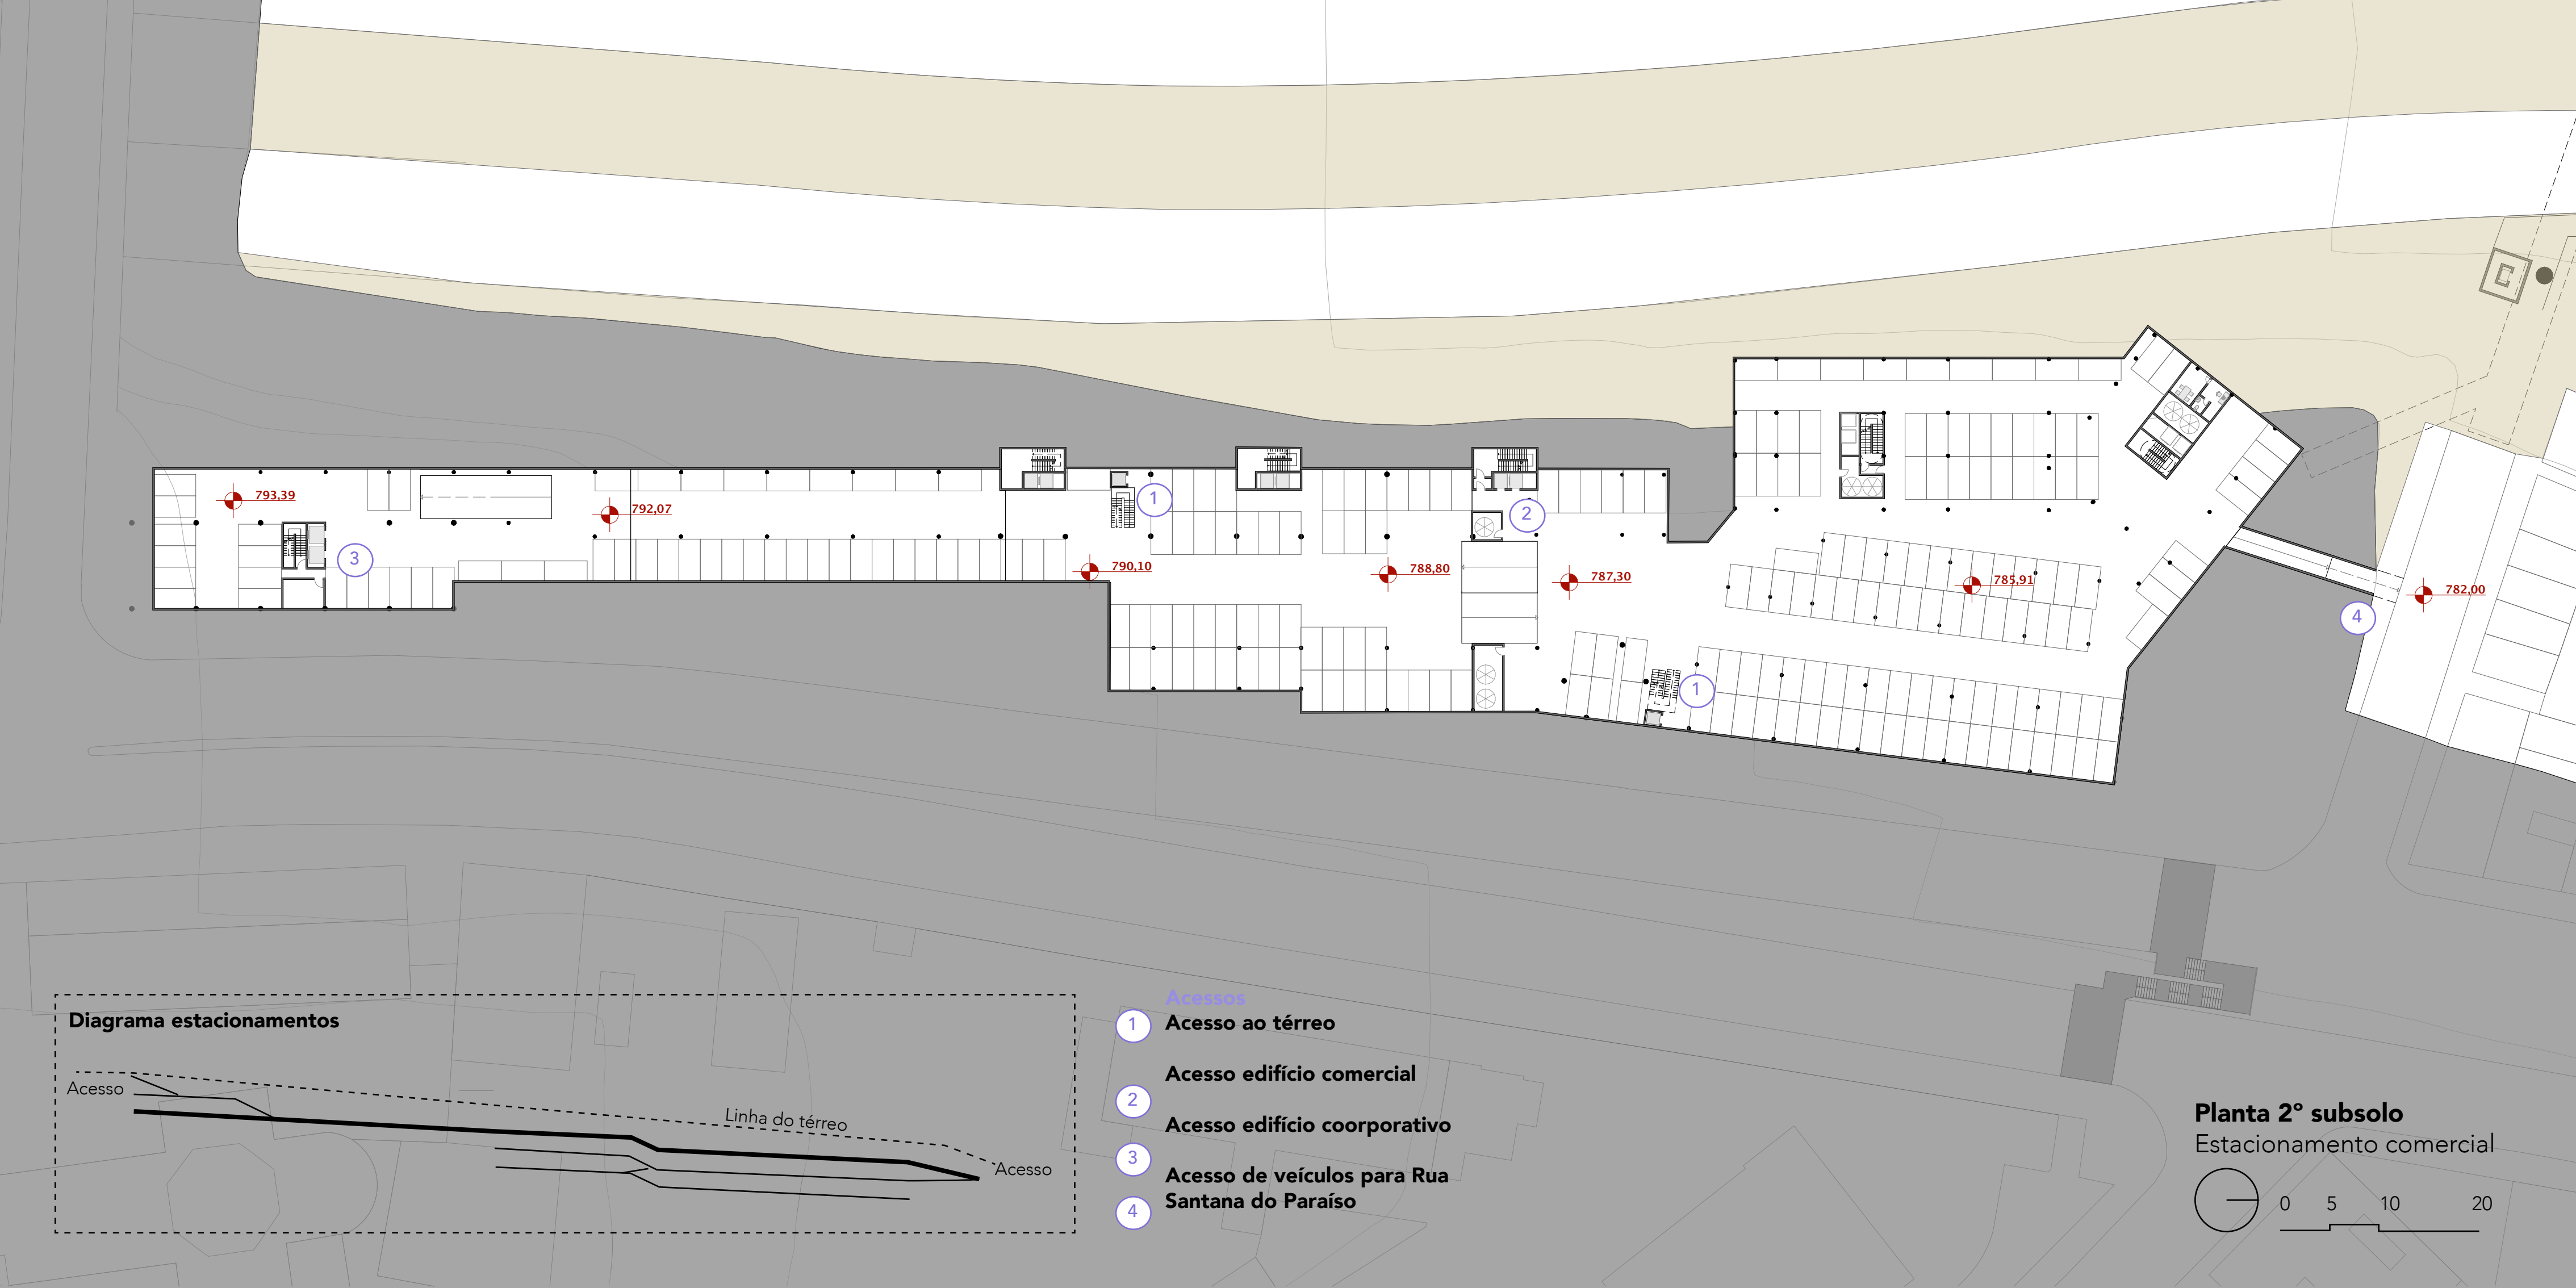 793,39
792,07
790,10
788,80
787,30
785,91
782,00
1
2
3
1
4
Diagrama estacionamentos
Acesso
Linha do térreo
Acesso
Acessos
1 Acesso ao térreo
Acesso edifício comercial
2
Acesso edifício coorporativo
3
Acesso de veículos para Rua
Santana do Paraíso
4
Planta 2º subsolo
Estacionamento comercial
0 5 10 20